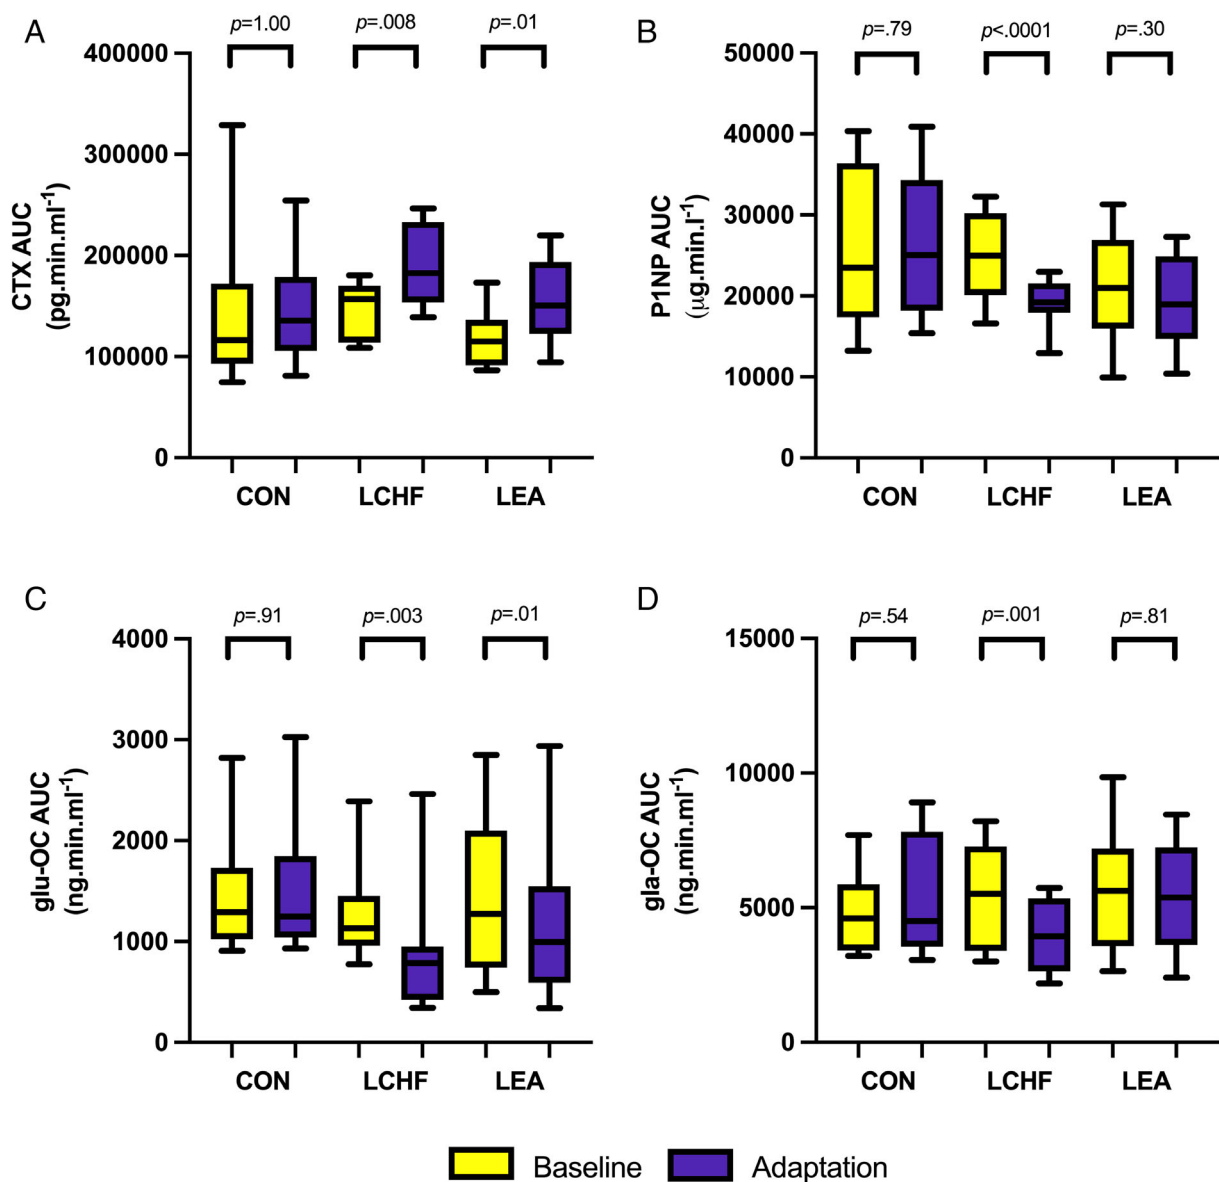 A
p=1.00 p=.008 p=.01
400000
300000
200000
100000
0
CTX AUC
(pg.min.ml-1)
CON LCHF LEA
B
p=.79 p<.0001 p=.30
50000
40000
30000
20000
10000
0
P1NP AUC
(μg.min.l-1)
CON LCHF LEA
C
p=.91 p=.003 p=.01
4000
3000
2000
1000
0
glu-OC AUC
(ng.min.ml-1)
CON LCHF LEA
D
p=.54 p=.001 p=.81
15000
10000
5000
0
gla-OC AUC
(ng.min.ml-1)
CON LCHF LEA
Baseline Adaptation